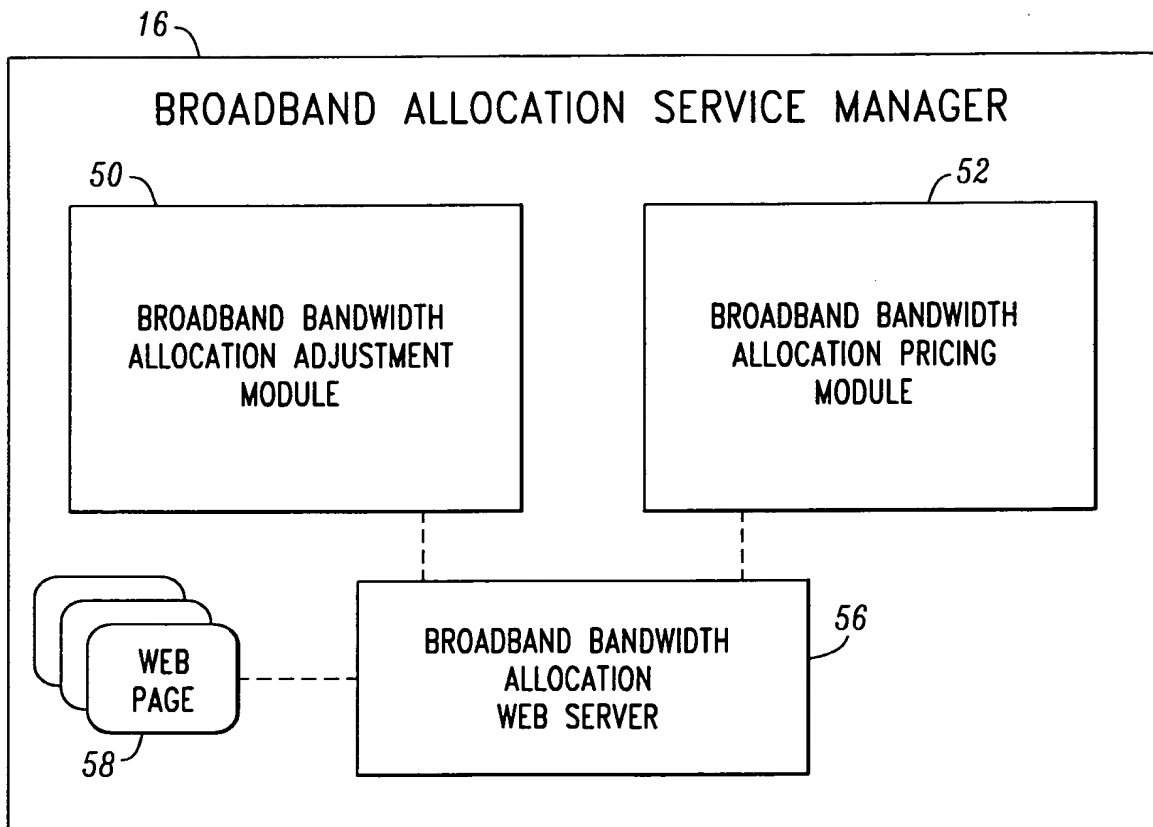 16
BROADBAND ALLOCATION SERVICE MANAGER
50
52
BROADBAND BANDWIDTH
ALLOCATION ADJUSTMENT
MODULE
BROADBAND BANDWIDTH
ALLOCATION PRICING
MODULE
WEB
PAGE
58
BROADBAND BANDWIDTH
ALLOCATION
WEB SERVER
56